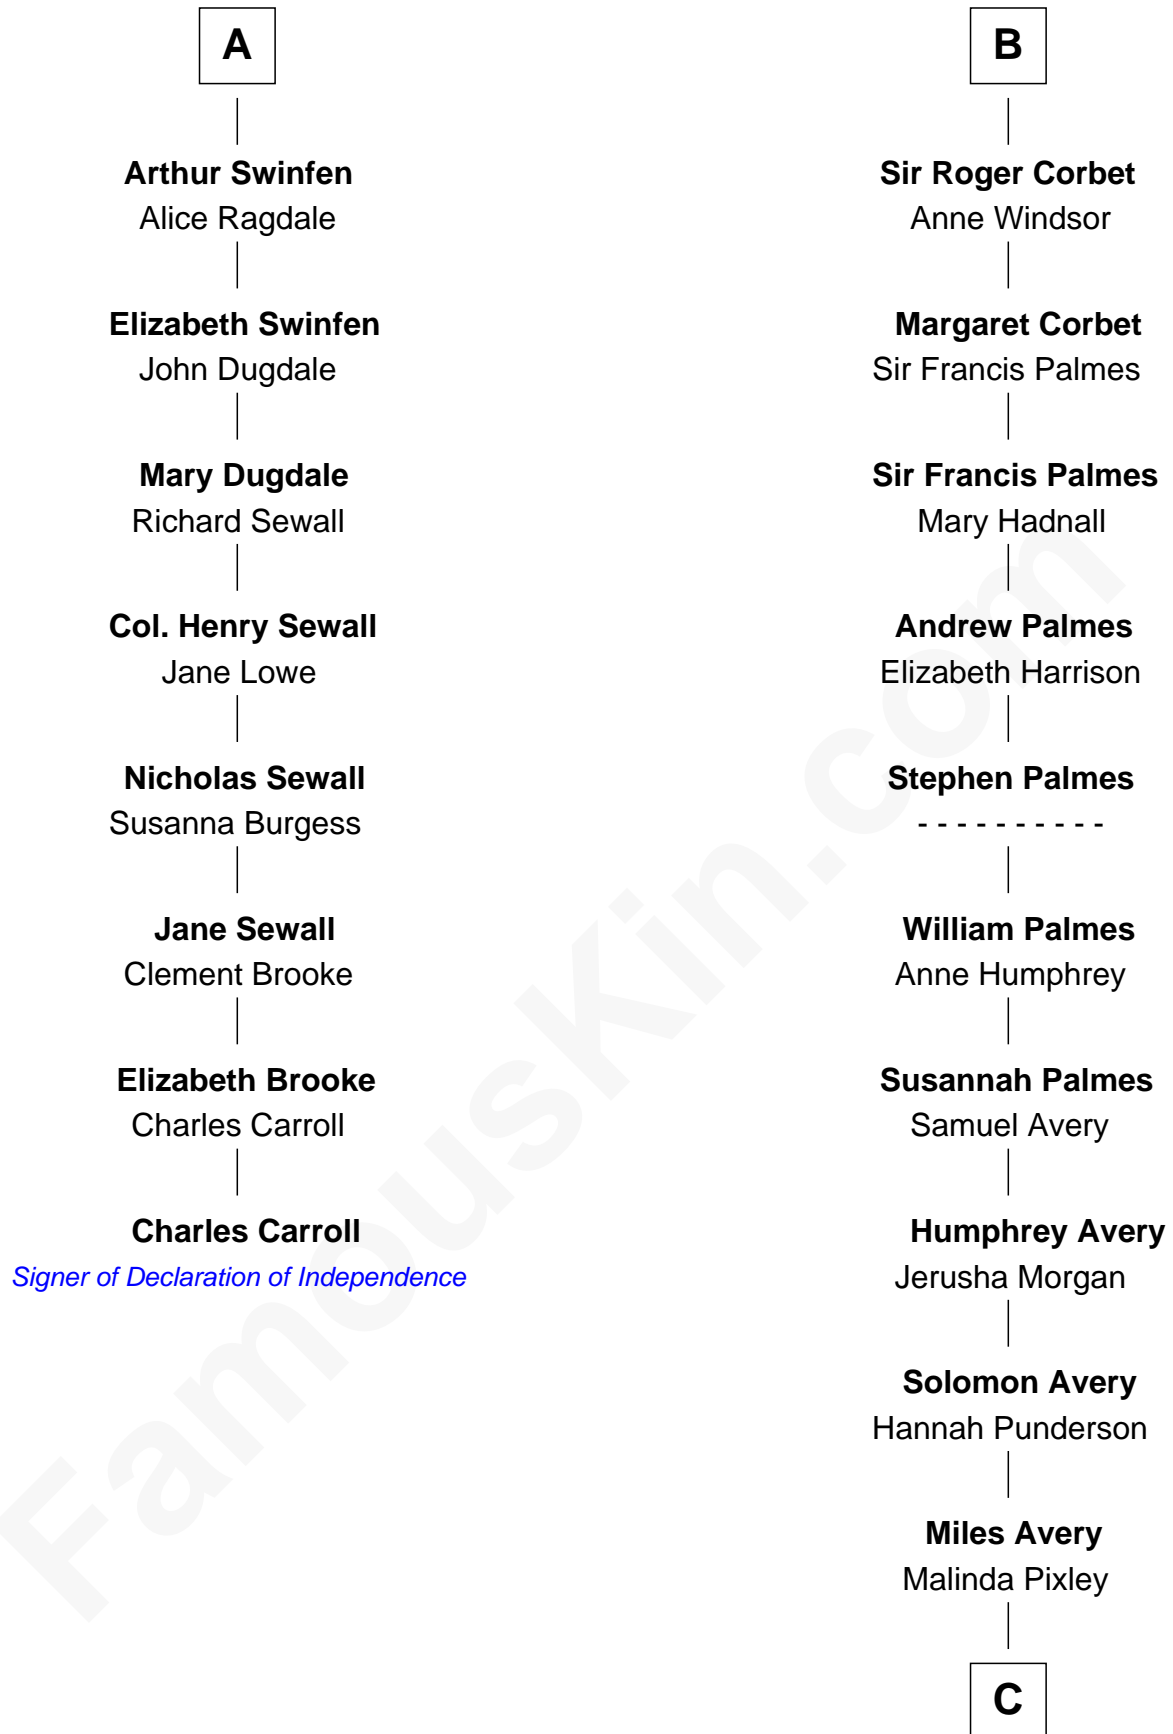 A
Arthur Swinfen
Alice Ragdale
Elizabeth Swinfen
John Dugdale
Mary Dugdale
Richard Sewall
Col. Henry Sewall
Jane Lowe
Nicholas Sewall
Susanna Burgess
Jane Sewall
Clement Brooke
Elizabeth Brooke
Charles Carroll
Charles Carroll
Signer of Declaration of Independence
B
Sir Roger Corbet
Anne Windsor
Margaret Corbet
Sir Francis Palmes
Sir Francis Palmes
Mary Hadnall
Andrew Palmes
Elizabeth Harrison
Stephen Palmes
- - - - - - - - - -
William Palmes
Anne Humphrey
Susannah Palmes
Samuel Avery
Humphrey Avery
Jerusha Morgan
Solomon Avery
Hannah Punderson
Miles Avery
Malinda Pixley
C
FamousKin.com